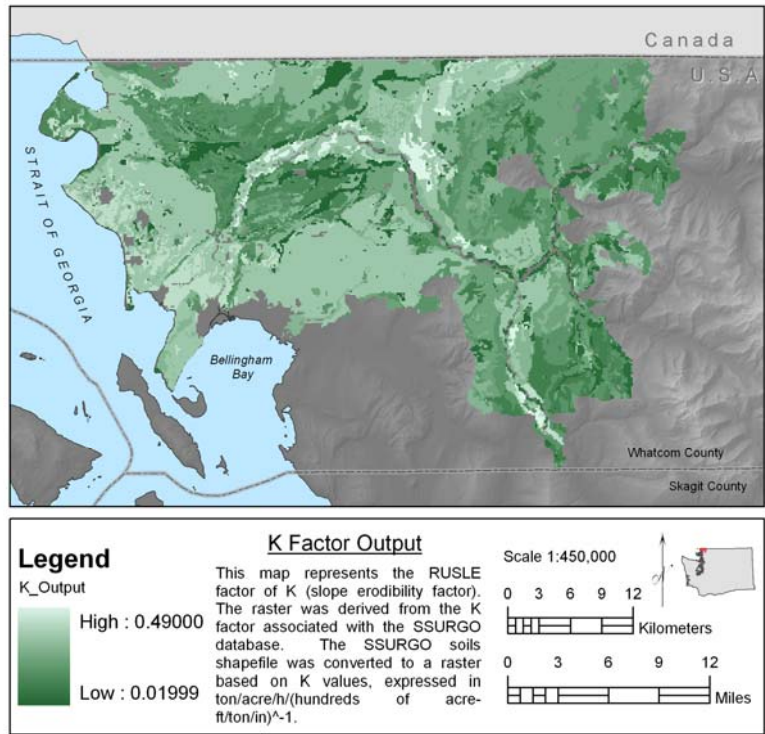 Canada
U.S.A
STRAIT OF GEORGIA
Bellingham
Bay
Whatcom County
Skagit County
Legend
K_Output
High : 0.49000
Low : 0.01999
K Factor Output
This map represents the RUSLE
factor of K (slope erodibility factor).
The raster was derived from the K
factor associated with the SSURGO
database. The SSURGO soils
shapefile was converted to a raster
based on K values, expressed in
ton/acre/h/(hundreds of acre-
ft/ton/in)^-1.
Scale 1:450,000
0 3 6 9 12
Kilometers
0 3 6 9 12
Miles